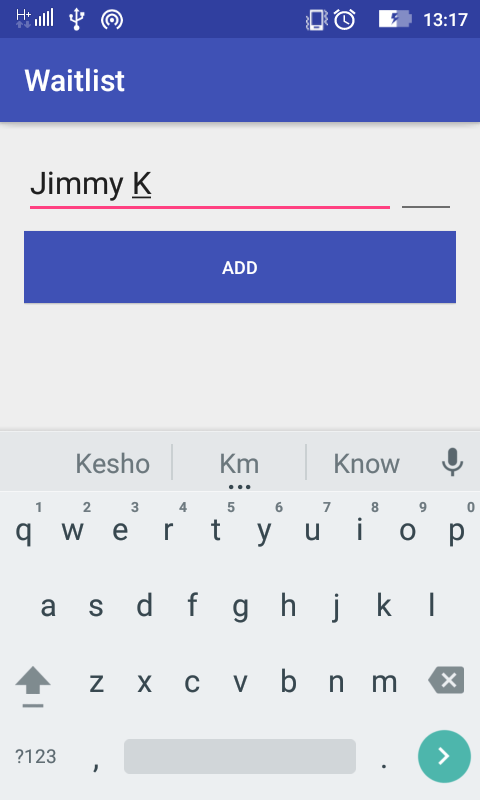 H+ 13:17
Waitlist
Jimmy K
ADD
Kesho Km Know
1 2 3 4 5 6 7 8 9 0
q w e r t y u i o p
a s d f g h j k l
z x c v b n m
?123 , .